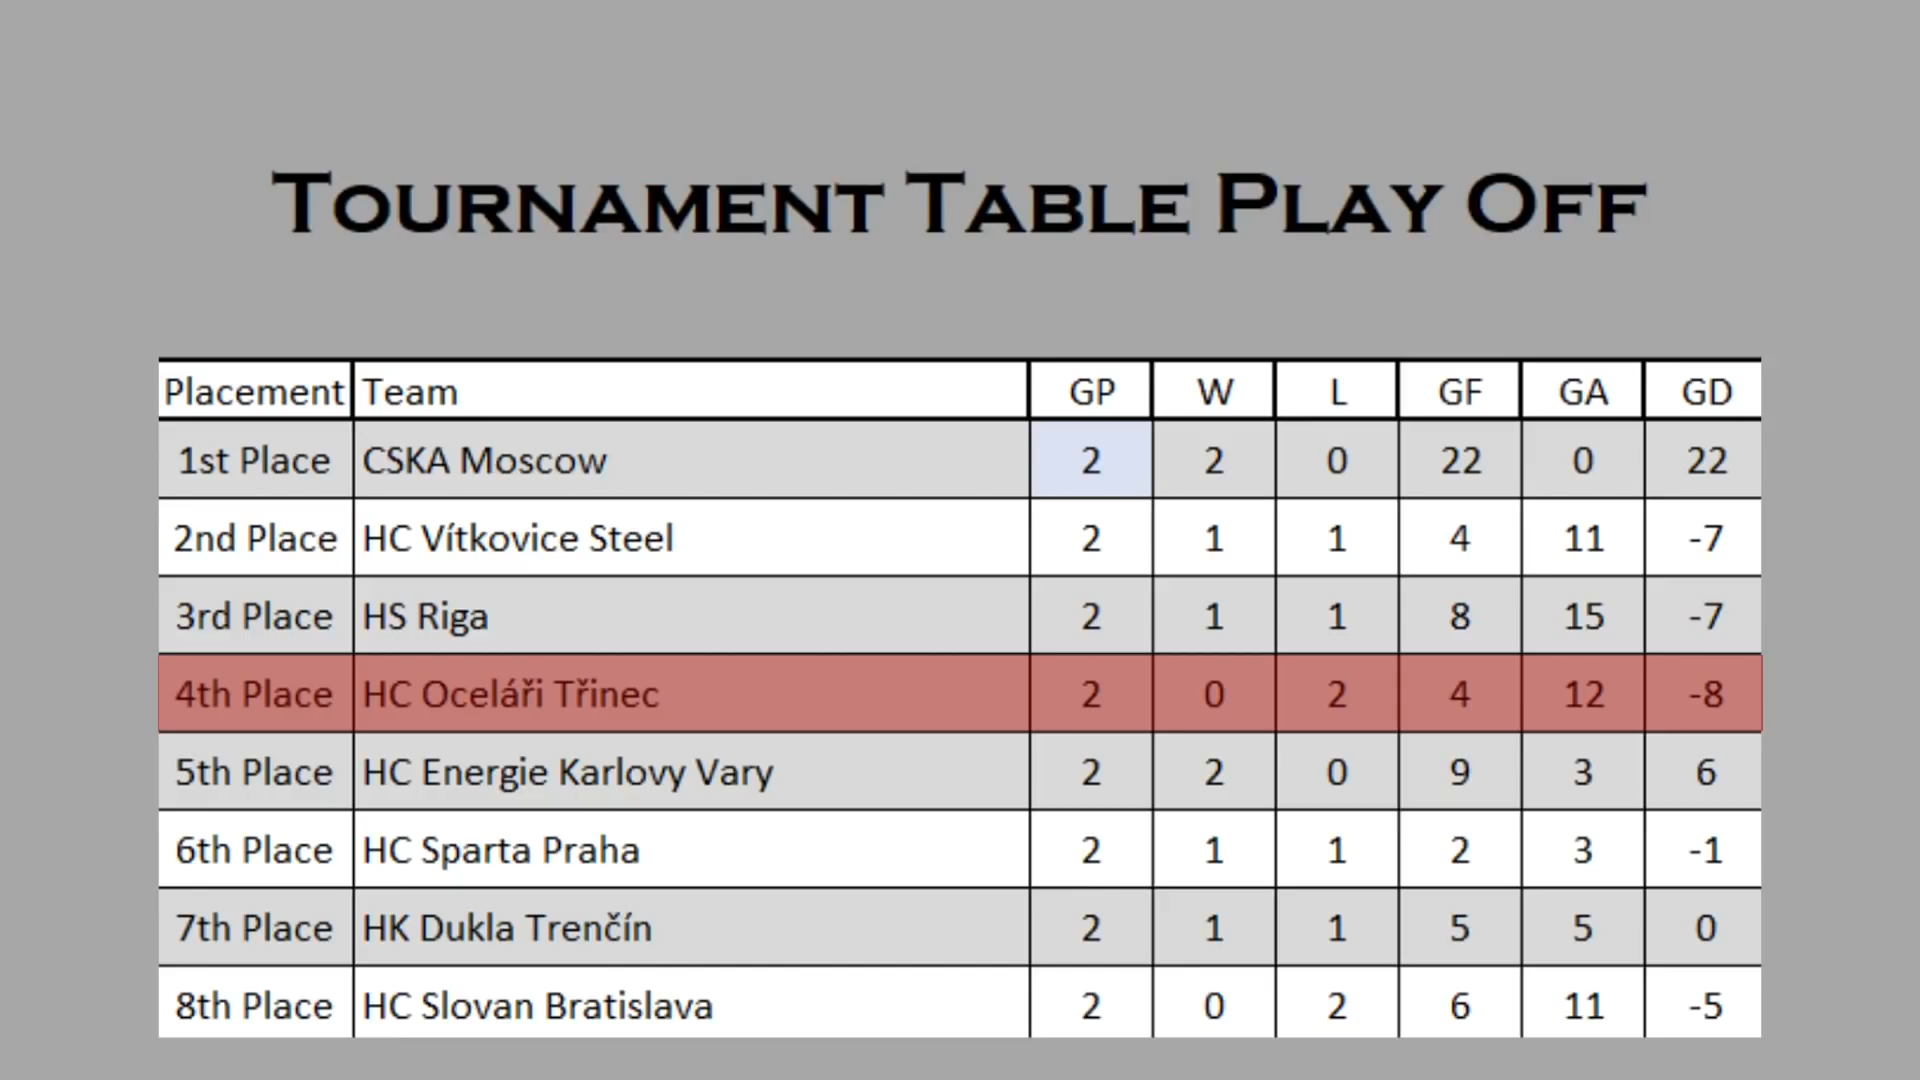 Tournament Table Play Off
Placement Team GP W L GF GA GD
1st Place CSKA Moscow 2 2 0 22 0 22
2nd Place HC Vítkovice Steel 2 1 1 4 11 -7
3rd Place HS Riga 2 1 1 8 15 -7
4th Place HC Oceláři Třinec 2 0 2 4 12 -8
5th Place HC Energie Karlovy Vary 2 2 0 9 3 6
6th Place HC Sparta Praha 2 1 1 2 3 -1
7th Place HK Dukla Trenčín 2 1 1 5 5 0
8th Place HC Slovan Bratislava 2 0 2 6 11 -5